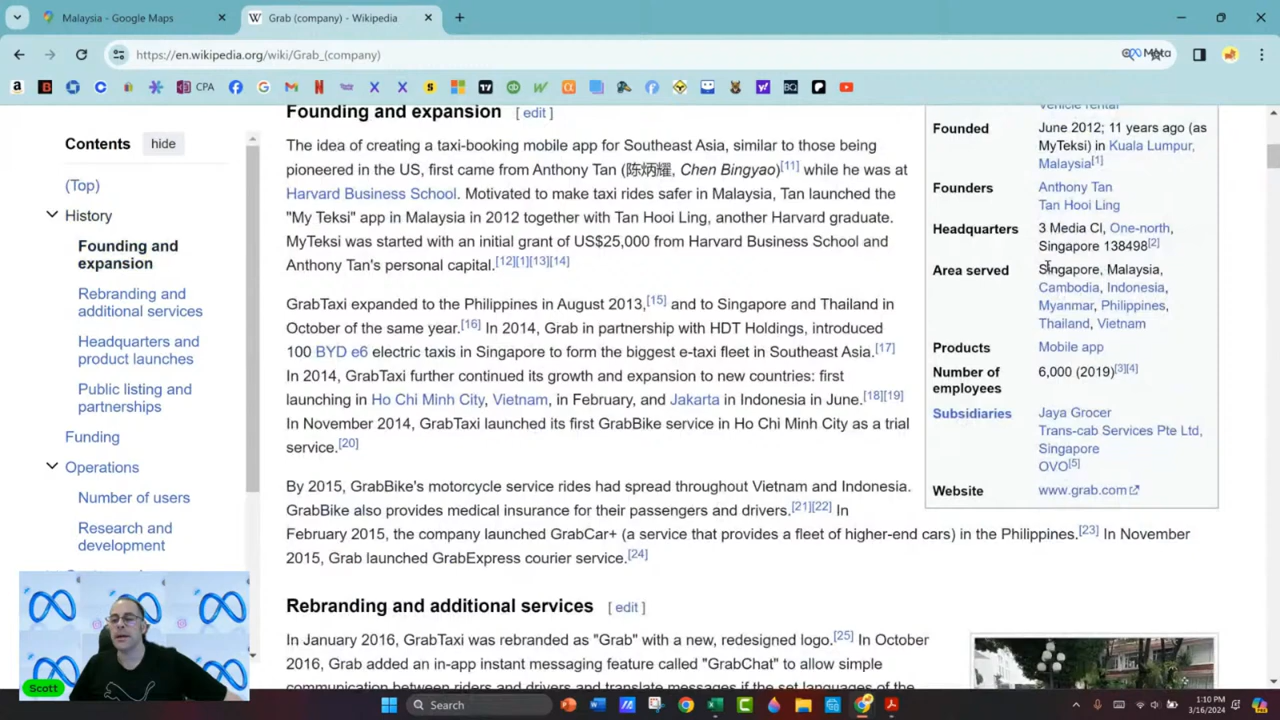 Malaysia - Google Maps
Grab (company) - Wikipedia
https://en.wikipedia.org/wiki/Grab_(company)
Meta
CPA
Contents
hide
(Top)
History
Founding and
expansion
Rebranding and
additional services
Headquarters and
product launches
Public listing and
partnerships
Funding
Operations
Number of users
Research and
development
Founding and expansion [ edit ]
The idea of creating a taxi-booking mobile app for Southeast Asia, similar to those being
pioneered in the US, first came from Anthony Tan (陈炳耀, Chen Bingyao)[11] while he was at
Harvard Business School. Motivated to make taxi rides safer in Malaysia, Tan launched the
"My Teksi" app in Malaysia in 2012 together with Tan Hooi Ling, another Harvard graduate.
MyTeksi was started with an initial grant of US$25,000 from Harvard Business School and
Anthony Tan's personal capital.[12][1][13][14]
GrabTaxi expanded to the Philippines in August 2013,[15] and to Singapore and Thailand in
October of the same year.[16] In 2014, Grab in partnership with HDT Holdings, introduced
100 BYD e6 electric taxis in Singapore to form the biggest e-taxi fleet in Southeast Asia.[17]
In 2014, GrabTaxi further continued its growth and expansion to new countries: first
launching in Ho Chi Minh City, Vietnam, in February, and Jakarta in Indonesia in June.[18][19]
In November 2014, GrabTaxi launched its first GrabBike service in Ho Chi Minh City as a trial
service.[20]
By 2015, GrabBike's motorcycle service rides had spread throughout Vietnam and Indonesia.
GrabBike also provides medical insurance for their passengers and drivers.[21][22] In
February 2015, the company launched GrabCar+ (a service that provides a fleet of higher-end cars) in the Philippines.[23] In November
2015, Grab launched GrabExpress courier service.[24]
Rebranding and additional services [ edit ]
In January 2016, GrabTaxi was rebranded as "Grab" with a new, redesigned logo.[25] In October
2016, Grab added an in-app instant messaging feature called "GrabChat" to allow simple
communication between riders and drivers and translate messages if the set languages of the
Vehicle rental
Founded June 2012; 11 years ago (as
MyTeksi) in Kuala Lumpur,
Malaysia[1]
Founders Anthony Tan
Tan Hooi Ling
Headquarters 3 Media Cl, One-north,
Singapore 138498[2]
Area served Singapore, Malaysia,
Cambodia, Indonesia,
Myanmar, Philippines,
Thailand, Vietnam
Products Mobile app
Number of
employees 6,000 (2019)[3][4]
Subsidiaries Jaya Grocer
Trans-cab Services Pte Ltd,
Singapore
OVO[5]
Website www.grab.com
Scott
Search
1:10 PM
3/16/2024